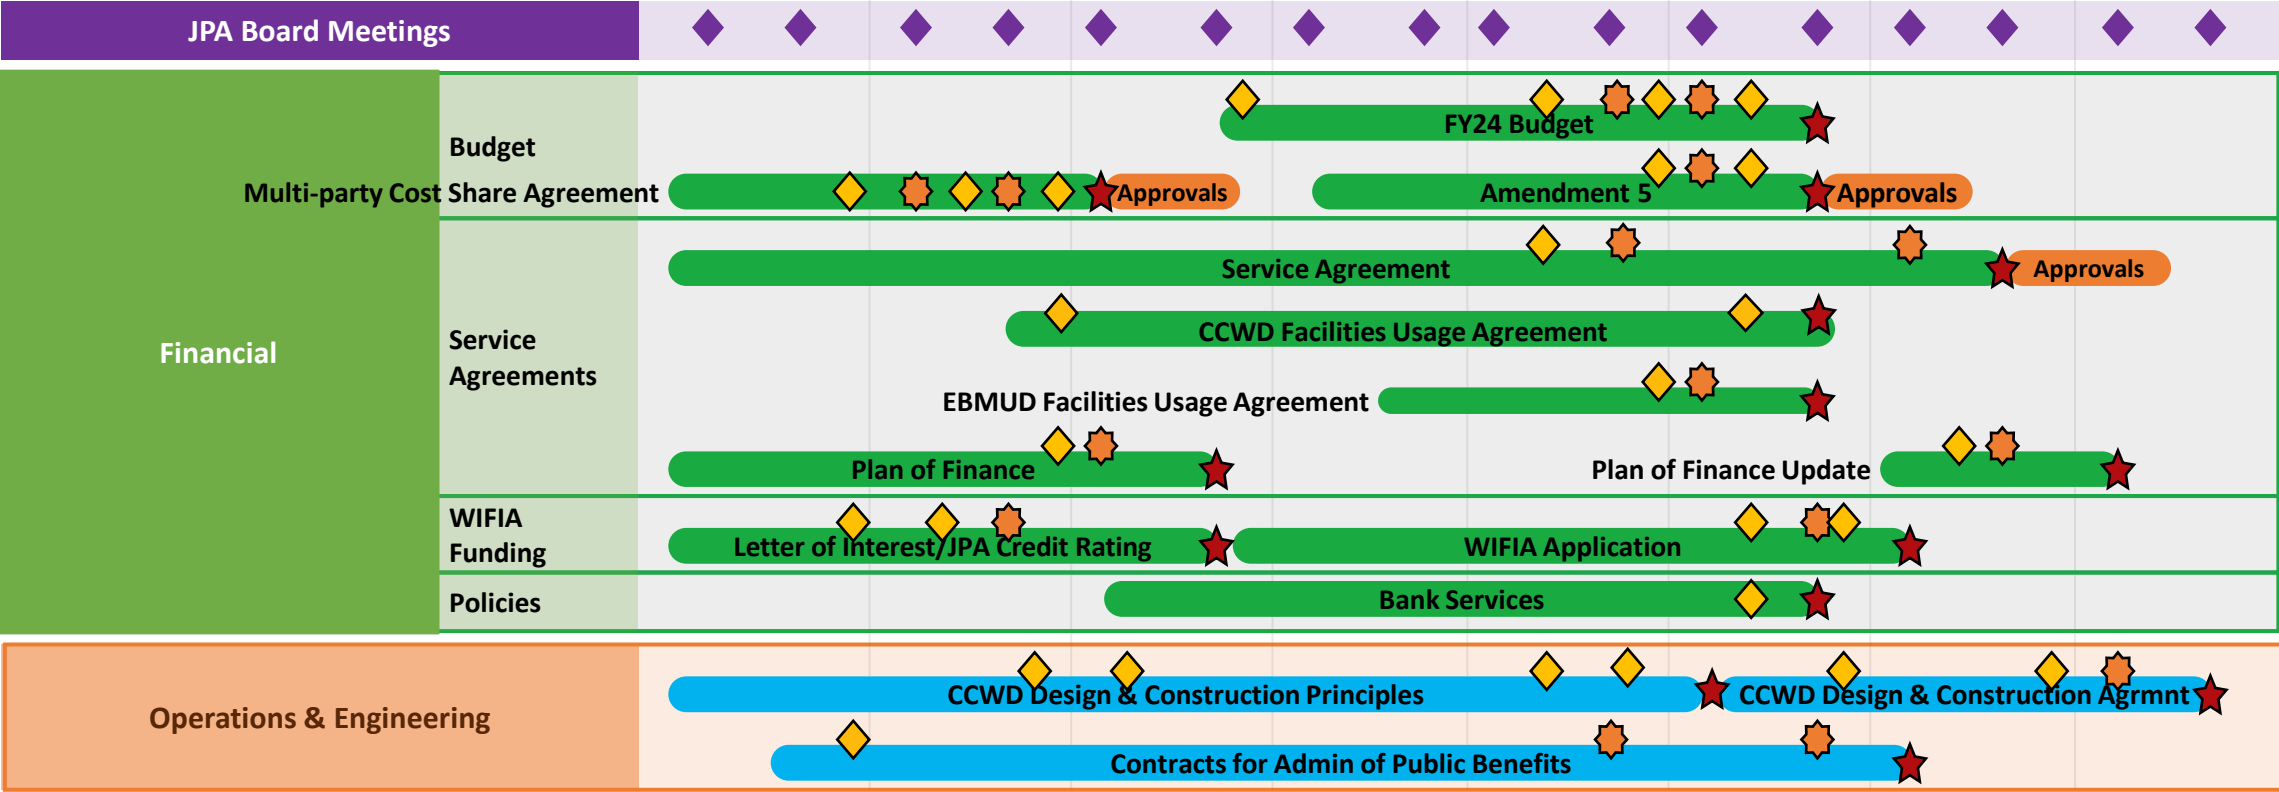 JPA Board Meetings
Financial
Budget
FY24 Budget
Multi-party Cost Share Agreement
Approvals
Amendment 5
Approvals
Service
Agreements
Service Agreement
Approvals
CCWD Facilities Usage Agreement
EBMUD Facilities Usage Agreement
Plan of Finance
Plan of Finance Update
WIFIA
Funding
Letter of Interest/JPA Credit Rating
WIFIA Application
Policies
Bank Services
Operations & Engineering
CCWD Design & Construction Principles
CCWD Design & Construction Agrmnt
Contracts for Admin of Public Benefits